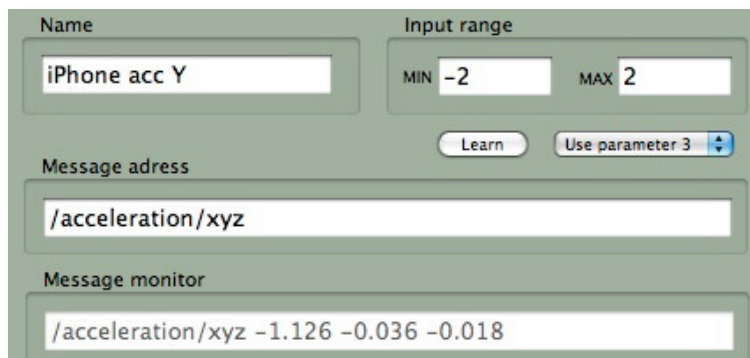 Name
Input range
iPhone acc Y
MIN -2
MAX 2
Learn
Use parameter 3
Message adress
/acceleration/xyz
Message monitor
/acceleration/xyz -1.126 -0.036 -0.018